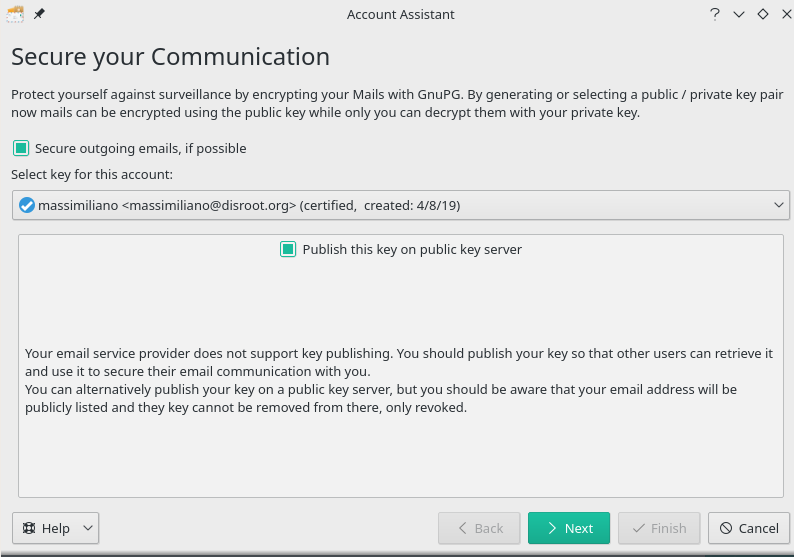 Account Assistant
Secure your Communication
Protect yourself against surveillance by encrypting your Mails with GnuPG. By generating or selecting a public / private key pair
now mails can be encrypted using the public key while only you can decrypt them with your private key.
Secure outgoing emails, if possible
Select key for this account:
massimiliano <massimiliano@disroot.org> (certified, created: 4/8/19)
Publish this key on public key server
Your email service provider does not support key publishing. You should publish your key so that other users can retrieve it
and use it to secure their email communication with you.
You can alternatively publish your key on a public key server, but you should be aware that your email address will be
publicly listed and they key cannot be removed from there, only revoked.
Help
Back
Next
Finish
Cancel